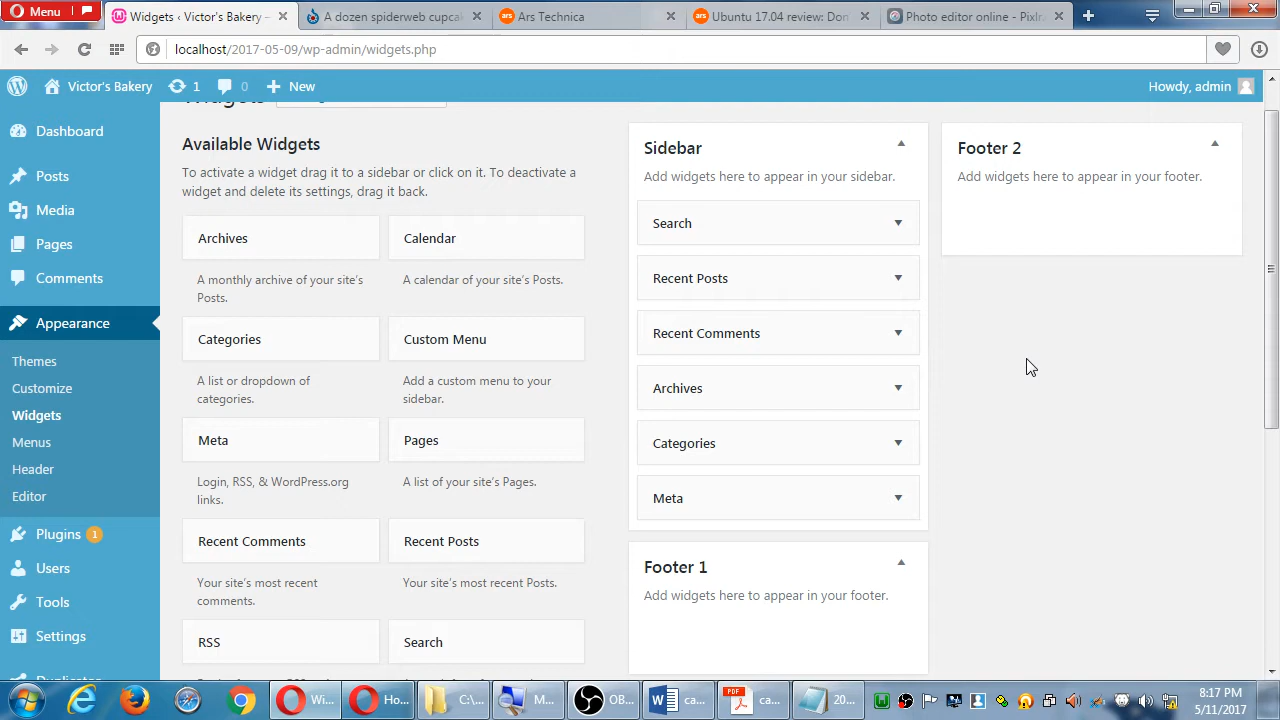 Menu
Widgets ‹ Victor's Bakery –
A dozen spiderweb cupca
Ars Technica
Ubuntu 17.04 review: Don
Photo editor online - Pixlr
localhost/2017-05-09/wp-admin/widgets.php
Victor's Bakery
1
0
New
Howdy, admin
Dashboard
Posts
Media
Pages
Comments
Appearance
Themes
Customize
Widgets
Menus
Header
Editor
Plugins 1
Users
Tools
Settings
Duplicator
Widgets
Available Widgets
To activate a widget drag it to a sidebar or click on it. To deactivate a
widget and delete its settings, drag it back.
Archives
A monthly archive of your site's
Posts.
Calendar
A calendar of your site's Posts.
Categories
A list or dropdown of
categories.
Custom Menu
Add a custom menu to your
sidebar.
Meta
Login, RSS, & WordPress.org
links.
Pages
A list of your site's Pages.
Recent Comments
Your site's most recent
comments.
Recent Posts
Your site's most recent Posts.
RSS
Search
Sidebar
Add widgets here to appear in your sidebar.
Search
Recent Posts
Recent Comments
Archives
Categories
Meta
Footer 1
Add widgets here to appear in your footer.
Footer 2
Add widgets here to appear in your footer.
Wi...
Ho...
C:\...
M...
OB...
ca...
ca...
20...
8:17 PM
5/11/2017